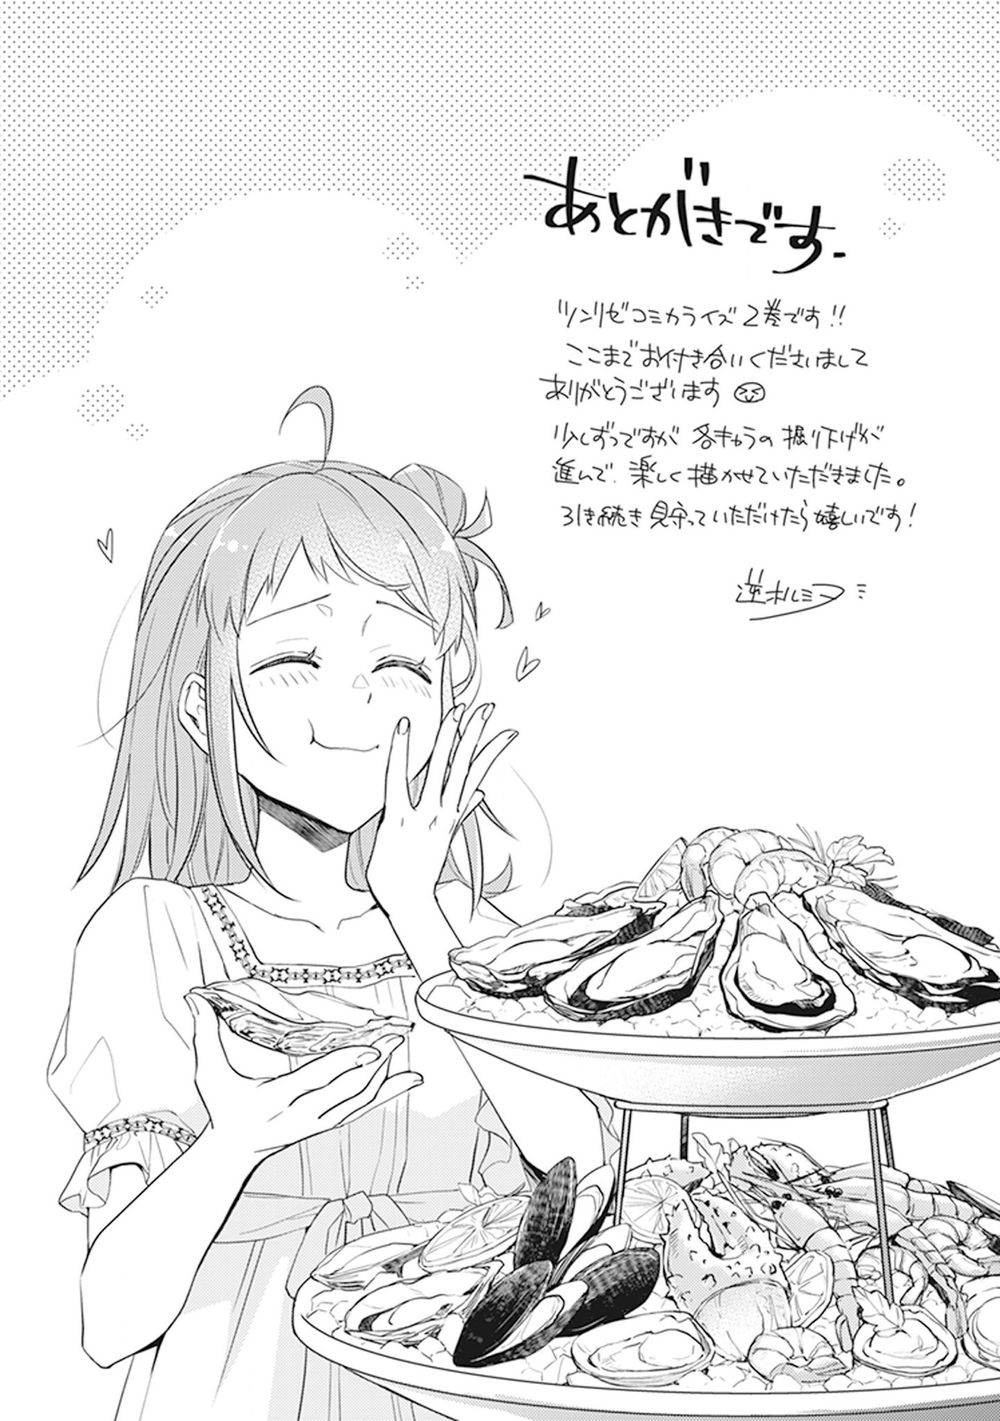 あとがきです。
ツンリゼコミカライズ2巻です!!
ここまでお付き合いくださいまして
ありがとうございます
少しずつですが 各きゃらの掘り下げが
進んで、楽しく描かせていただきました。
引き続き見守っていただけたら嬉しいです!
逆木ルミヲ